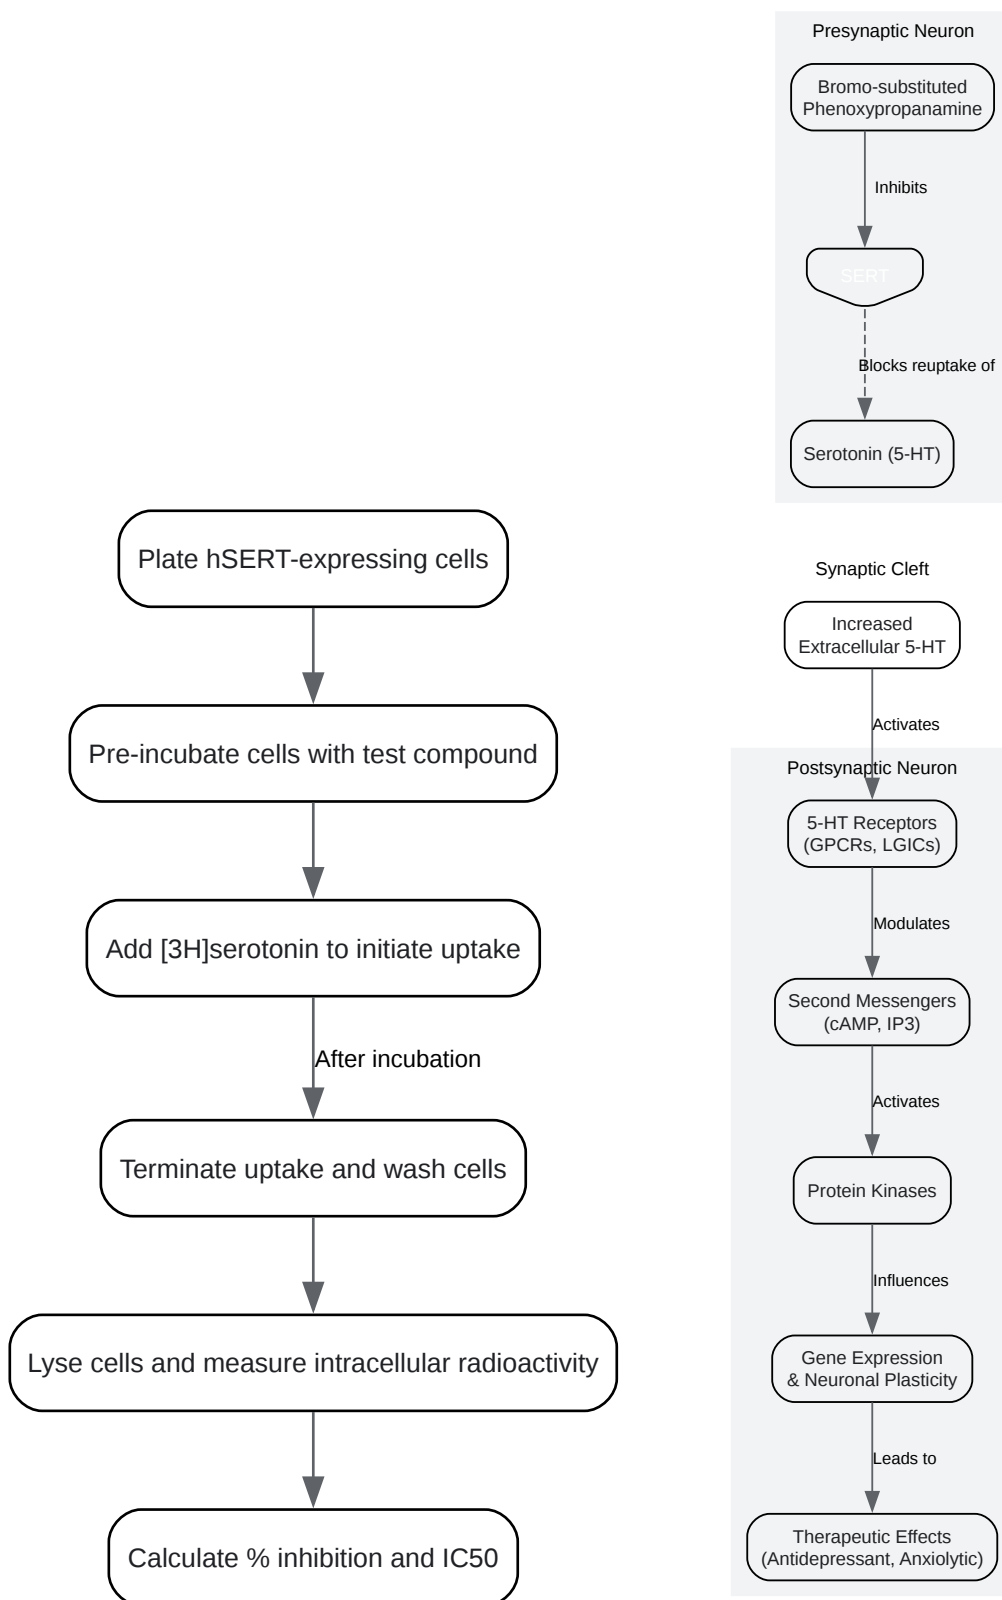 Presynaptic Neuron
Bromo-substituted
Phenoxypropanamine
Inhibits
SERT
Blocks reuptake of
Serotonin (5-HT)
Plate hSERT-expressing cells
Pre-incubate cells with test compound
Add [3H]serotonin to initiate uptake
After incubation
Terminate uptake and wash cells
Lyse cells and measure intracellular radioactivity
Calculate % inhibition and IC50
Synaptic Cleft
Increased
Extracellular 5-HT
Activates
Postsynaptic Neuron
5-HT Receptors
(GPCRs, LGICs)
Modulates
Second Messengers
(cAMP, IP3)
Activates
Protein Kinases
Influences
Gene Expression
& Neuronal Plasticity
Leads to
Therapeutic Effects
(Antidepressant, Anxiolytic)